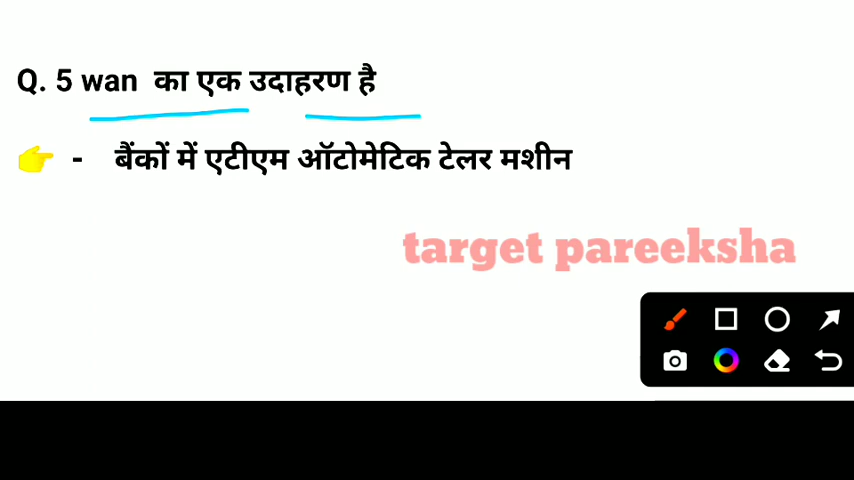 Q. 5 wan का एक उदाहरण है
👉 - बैंकों में एटीएम ऑटोमेटिक टेलर मशीन
target pareeksha